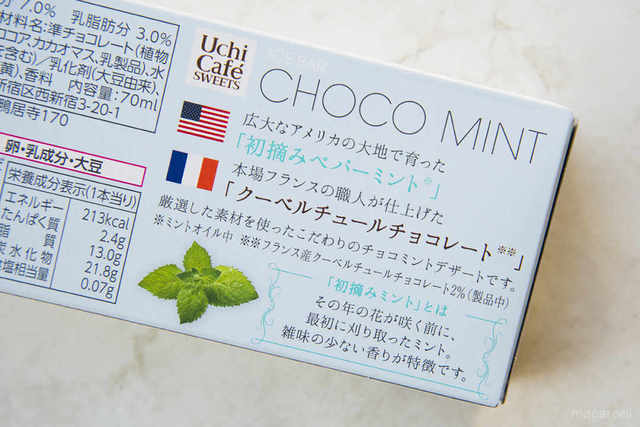 分 7.0% 乳脂肪分 3.0%
材料名：準チョコレート(植物
ココア、カカオマス、乳製品)、水
を含む)／乳化剤(大豆由来)、
黄)、香料 内容量：70ml
新宿区西新宿3-20-1
鴨居寺170
卵・乳成分・大豆
栄養成分表示(1本当り)
エネルギー 213kcal
たんぱく質 2.4g
脂質 13.0g
炭水化物 21.8g
食塩相当量 0.07g
Uchi
Café
SWEETS
ICE BAR
CHOCO MINT
広大なアメリカの大地で育った
「初摘みペパーミント※」
本場フランスの職人が仕上げた
「クーベルチュールチョコレート※※」
厳選した素材を使ったこだわりのチョコミントデザートです。
※ミントオイル中 ※※フランス産クーベルチュールチョコレート2%(製品中)
「初摘みミント」とは
その年の花が咲く前に、
最初に刈り取ったミント。
雑味の少ない香りが特徴です。
macaroni